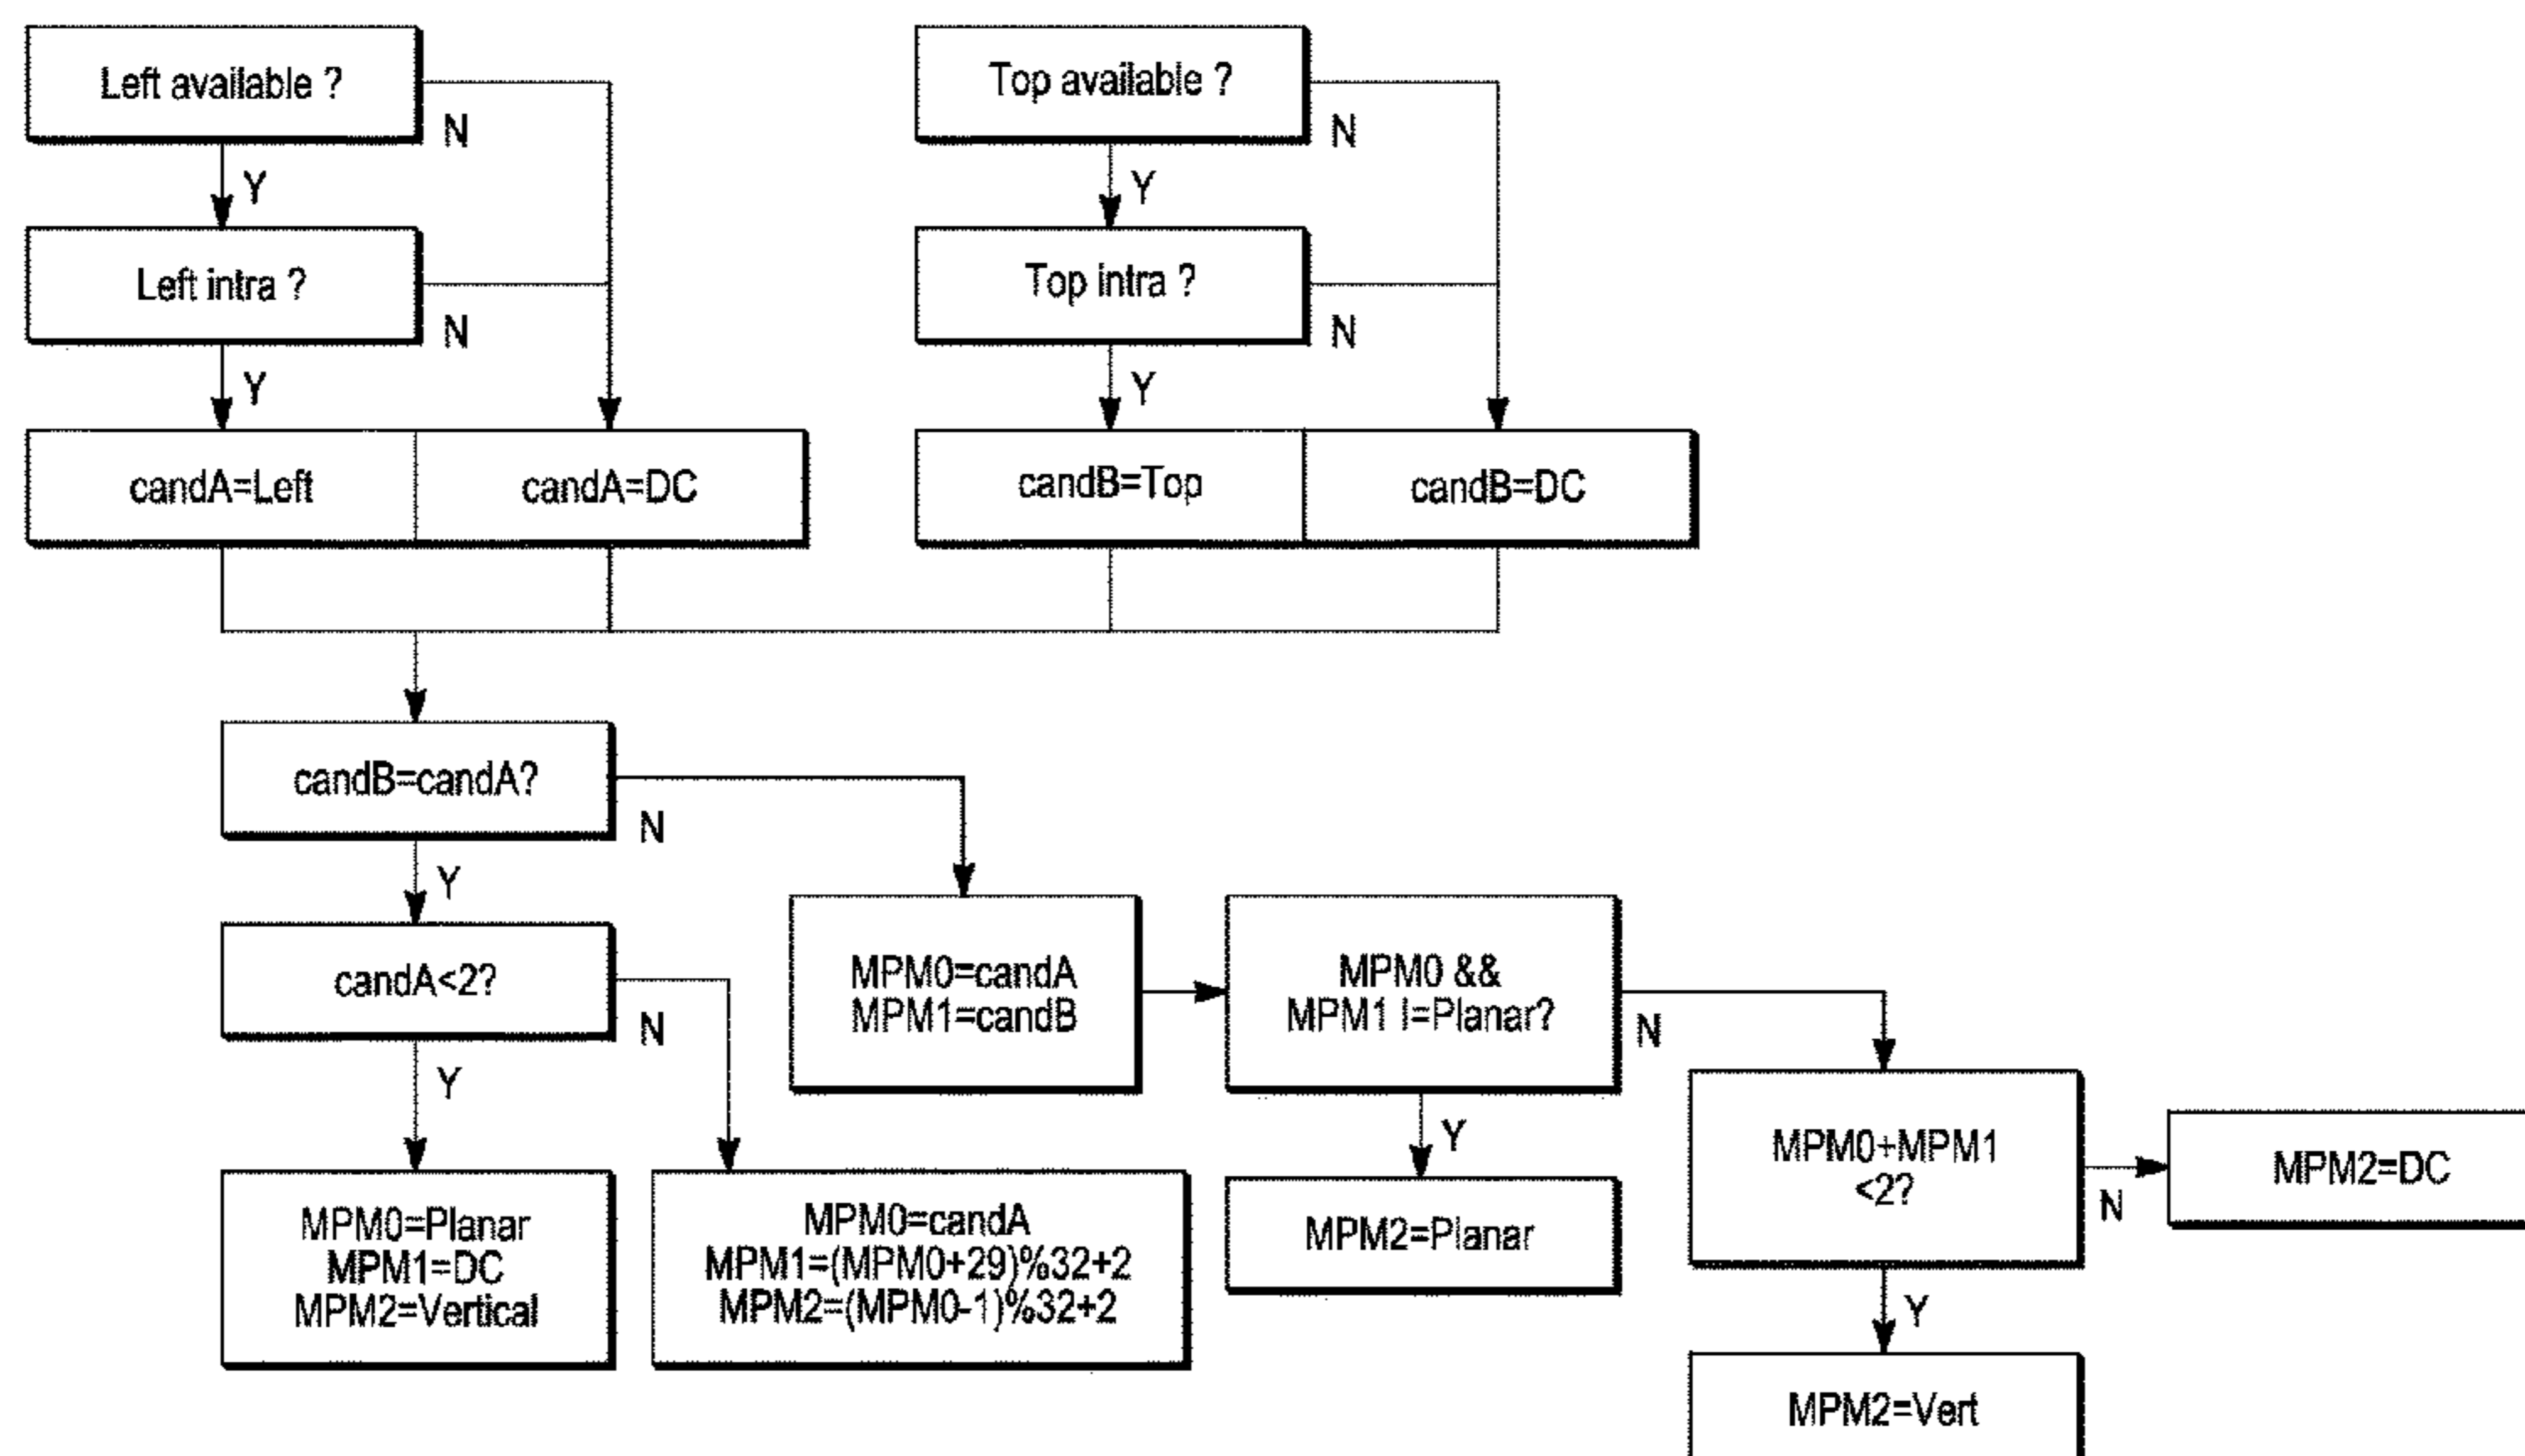 Left available ?
N
Y
Left intra ?
N
Y
candA=Left
candA=DC
Top available ?
N
Y
Top intra ?
N
Y
candB=Top
candB=DC
candB=candA?
N
Y
candA<2?
N
Y
MPM0=Planar
MPM1=DC
MPM2=Vertical
MPM0=candA
MPM1=(MPM0+29)%32+2
MPM2=(MPM0-1)%32+2
MPM0=candA
MPM1=candB
MPM0 &&
MPM1 !=Planar?
N
Y
MPM2=Planar
MPM0+MPM1
<2?
N
Y
MPM2=DC
MPM2=Vert